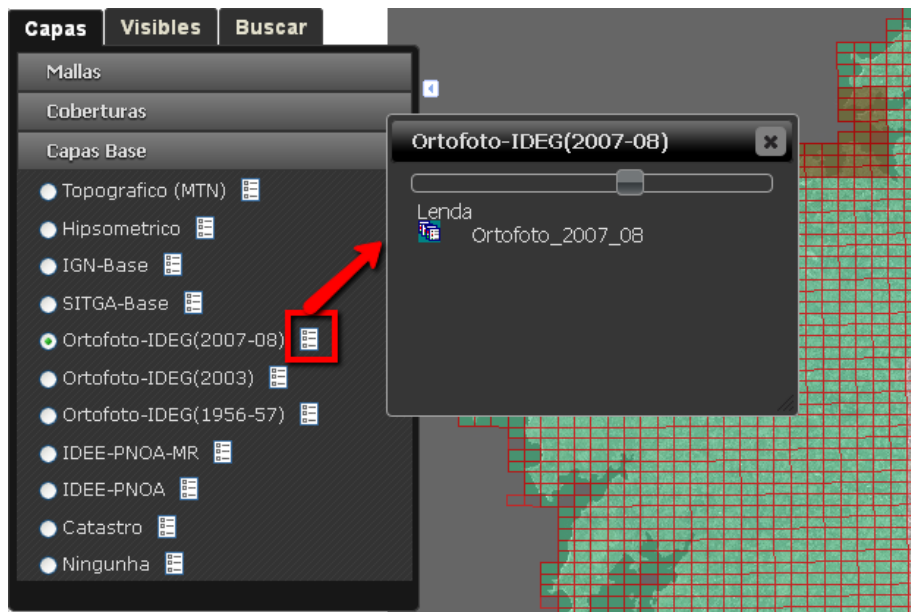 Capas Visibles Buscar
Mallas
Coberturas
Capas Base
Topografico (MTN)
Hipsometrico
IGN-Base
SITGA-Base
Ortofoto-IDEG(2007-08)
Ortofoto-IDEG(2003)
Ortofoto-IDEG(1956-57)
IDEE-PNOA-MR
IDEE-PNOA
Catastro
Ningunha
Ortofoto-IDEG(2007-08)
Lenda
Ortofoto_2007_08